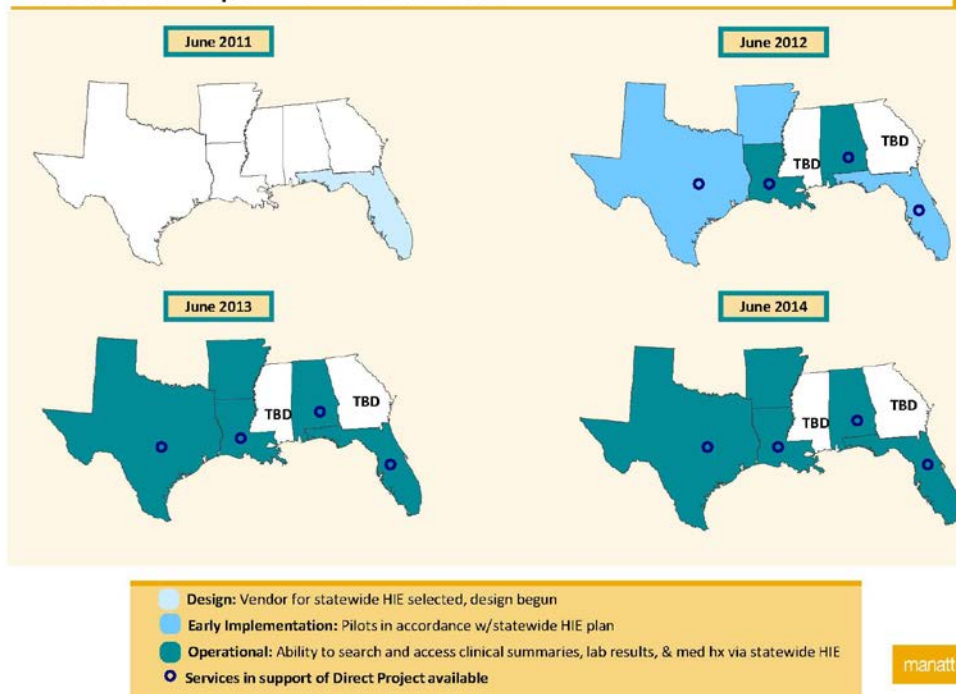 June 2011
June 2012
TBD
TBD
June 2013
June 2014
TBD
TBD
TBD
TBD
Design: Vendor for statewide HIE selected, design begun
Early Implementation: Pilots in accordance w/statewide HIE plan
Operational: Ability to search and access clinical summaries, lab results, & med hx via statewide HIE
Services in support of Direct Project available
manatt